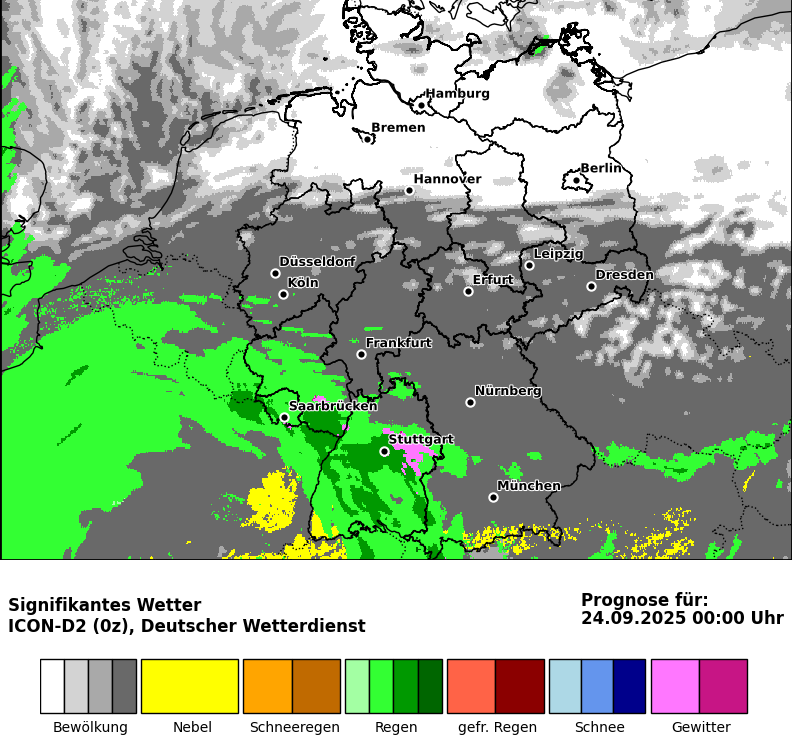 Hamburg
Bremen
Berlin
Hannover
Leipzig
Düsseldorf
Dresden
Köln
Erfurt
Frankfurt
Nürnberg
Saarbrücken
Stuttgart
München
Signifikantes Wetter
ICON-D2 (0z), Deutscher Wetterdienst
Prognose für:
24.09.2025 00:00 Uhr
Bewölkung Nebel Schneeregen Regen gefr. Regen Schnee Gewitter